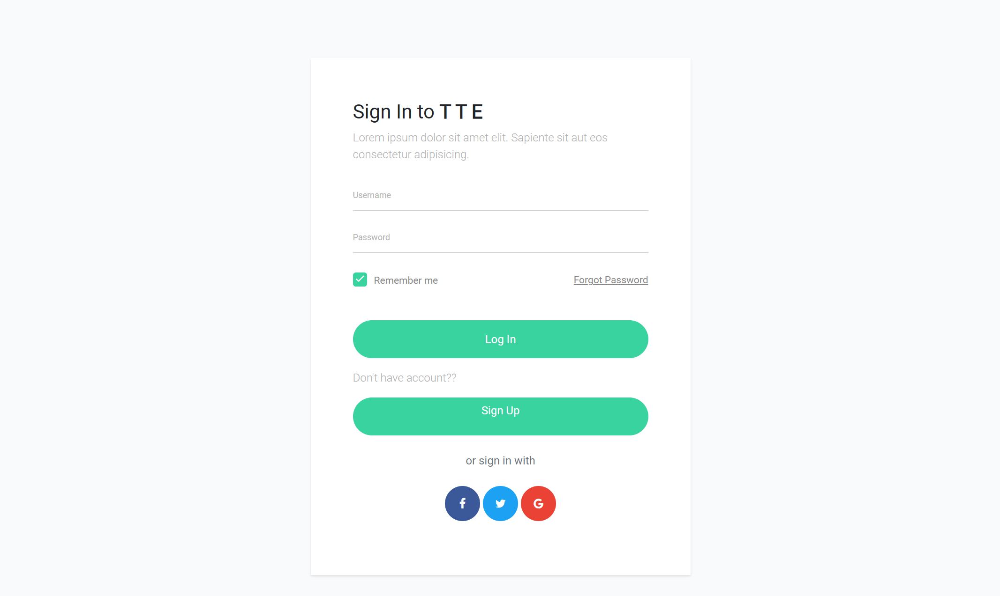 Sign In to T T E
Lorem ipsum dolor sit amet elit. Sapiente sit aut eos
consectetur adipisicing.
Username
Password
Remember me
Forgot Password
Log In
Don't have account??
Sign Up
or sign in with